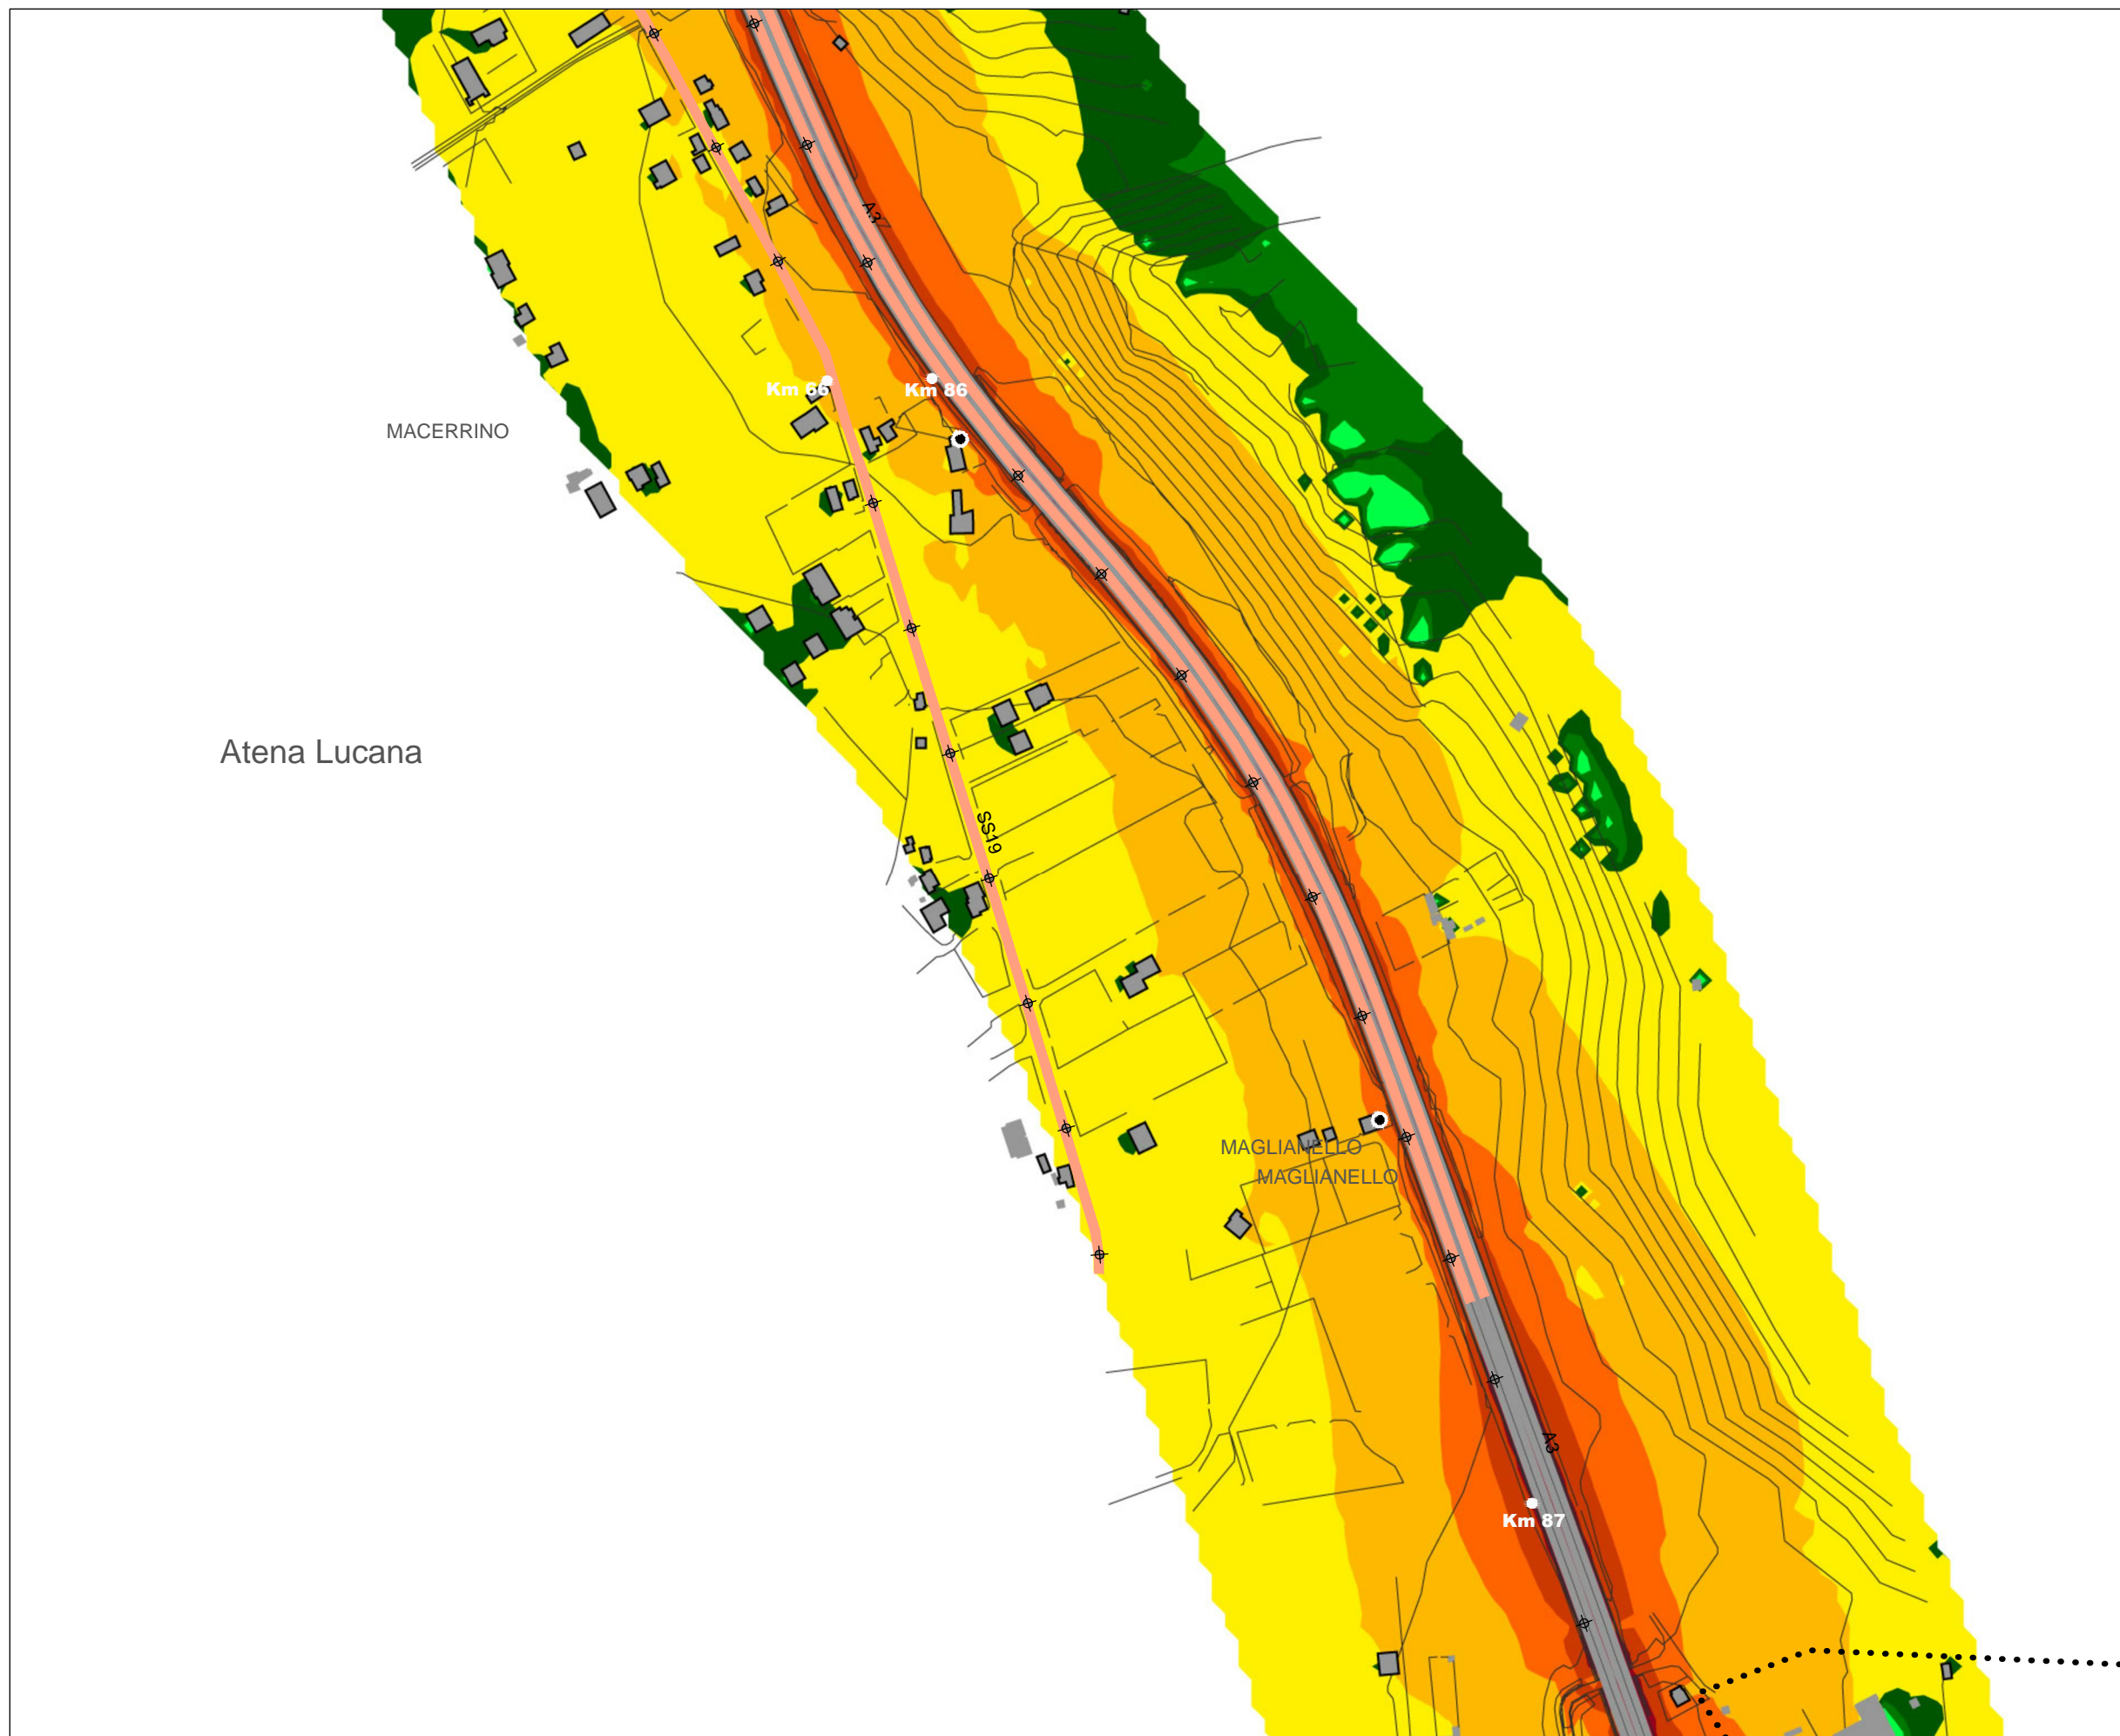 A3
Km 66
Km 86
MACERRINO
Atena Lucana
SS19
MAGLIANELLO
MAGLIANELLO
A3
Km 87